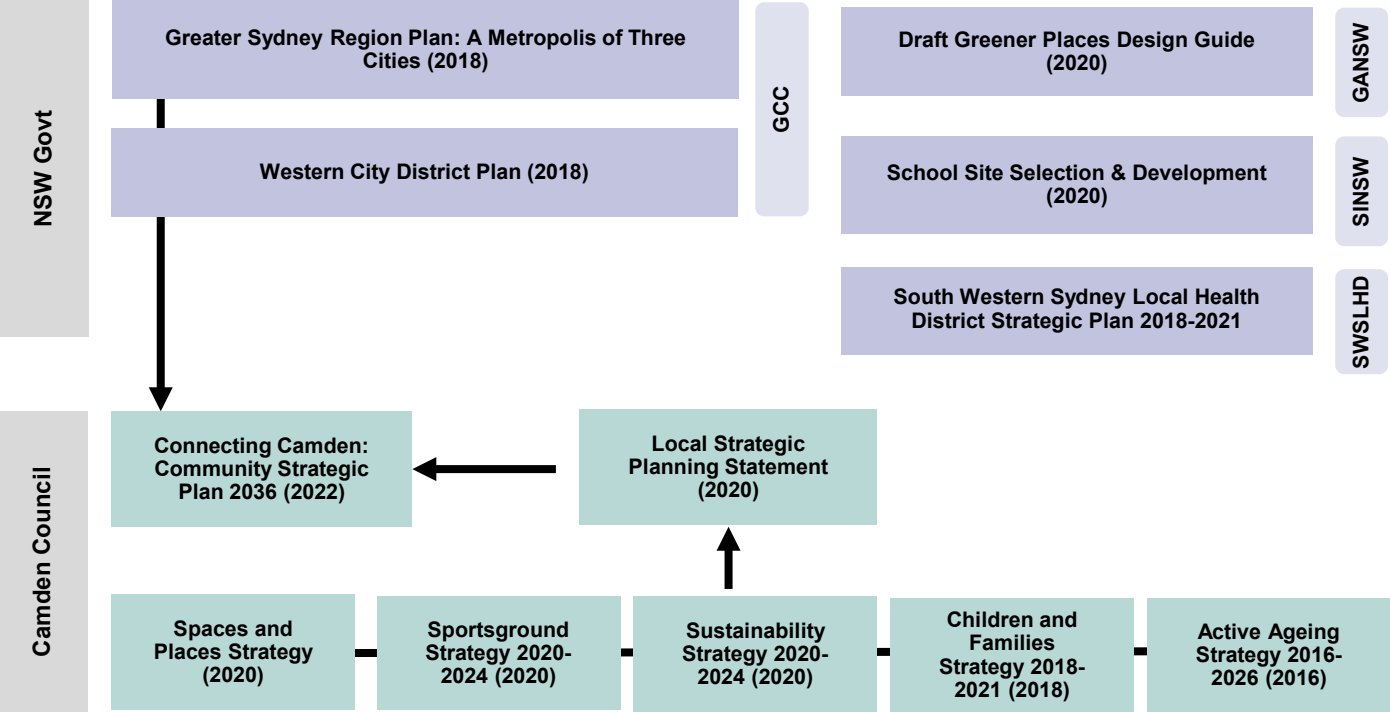 NSW Govt
Greater Sydney Region Plan: A Metropolis of Three
Cities (2018)
Western City District Plan (2018)
GCC
Draft Greener Places Design Guide
(2020)
GANSW
School Site Selection & Development
(2020)
SINSW
South Western Sydney Local Health
District Strategic Plan 2018-2021
SWSLHD
Camden Council
Connecting Camden:
Community Strategic
Plan 2036 (2022)
Local Strategic
Planning Statement
(2020)
Spaces and
Places Strategy
(2020)
Sportsground
Strategy 2020-
2024 (2020)
Sustainability
Strategy 2020-
2024 (2020)
Children and
Families
Strategy 2018-
2021 (2018)
Active Ageing
Strategy 2016-
2026 (2016)